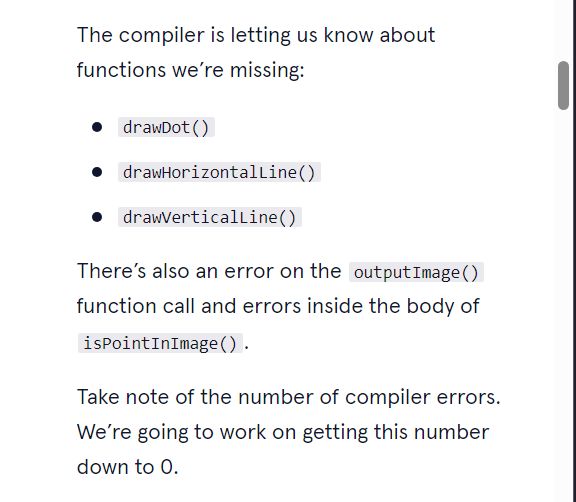 The compiler is letting us know about
functions we’re missing:
drawDot()
drawHorizontalLine()
drawVerticalLine()
There’s also an error on the outputImage()
function call and errors inside the body of
isPointInImage().
Take note of the number of compiler errors.
We’re going to work on getting this number
down to 0.